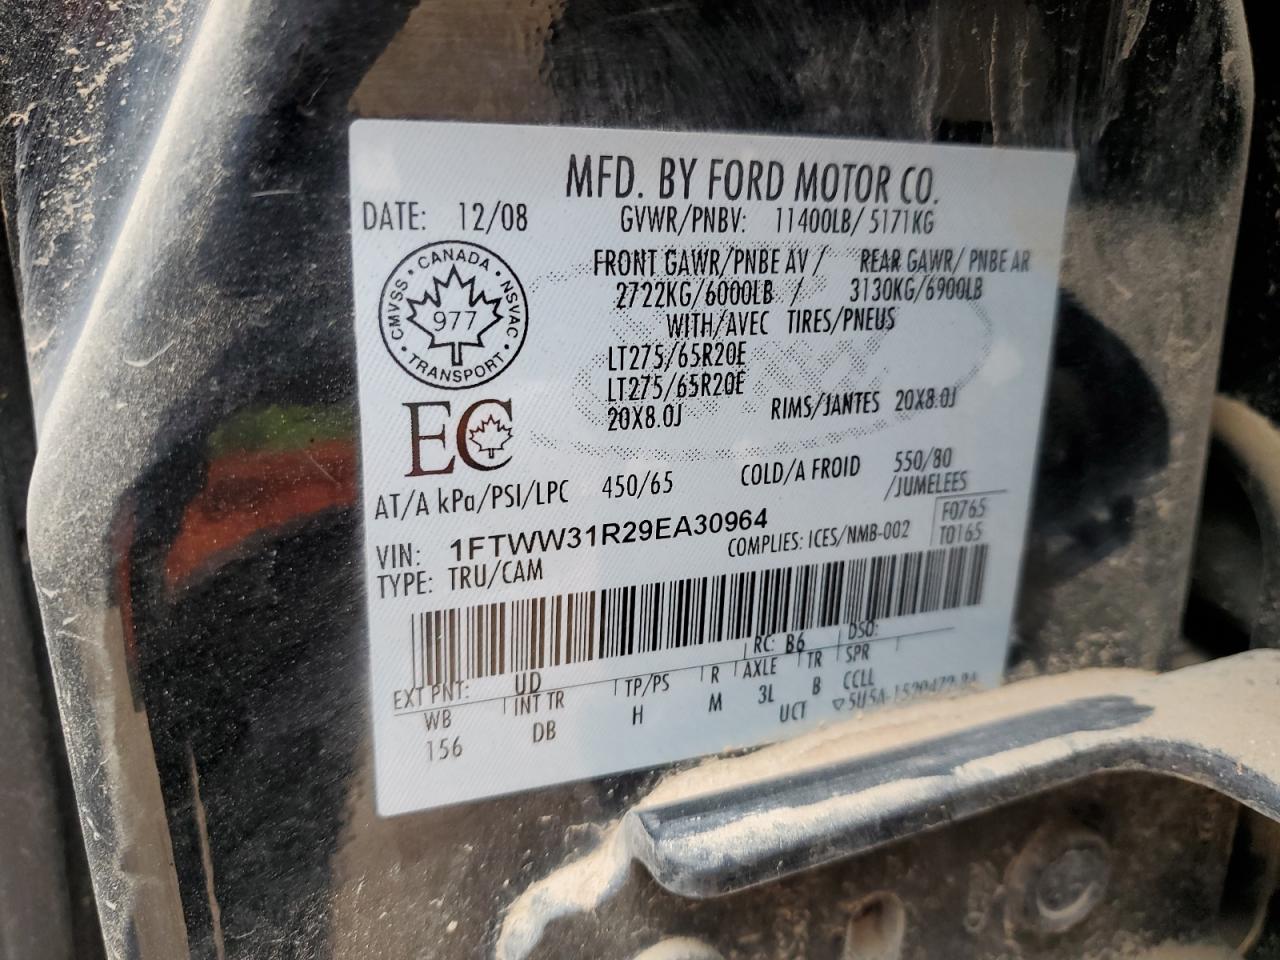 MFD. BY FORD MOTOR CO.
DATE: 12/08 GVWR/PNBV: 11400LB/ 5171KG
FRONT GAWR/PNBE AV / REAR GAWR/ PNBE AR
2722KG/6000LB / 3130KG/6900LB
WITH/AVEC TIRES/PNEUS
CANADA
CMVSS NSVAC
977
TRANSPORT
LT275/65R20E
LT275/65R20E
20X8.0J RIMS/JANTES 20X8.0J
EC
AT/A kPa/PSI/LPC 450/65 COLD/A FROID 550/80
/JUMELEES
VIN: 1FTWW31R29EA30964 F0765
TYPE: TRU/CAM COMPLIES: ICES/NMB-002 T0165
EXT PNT: UD RC: B6 DSO:
WB INT TR TP/PS R AXLE TR SPR
156 DB H M 3L B CCLL
UCT